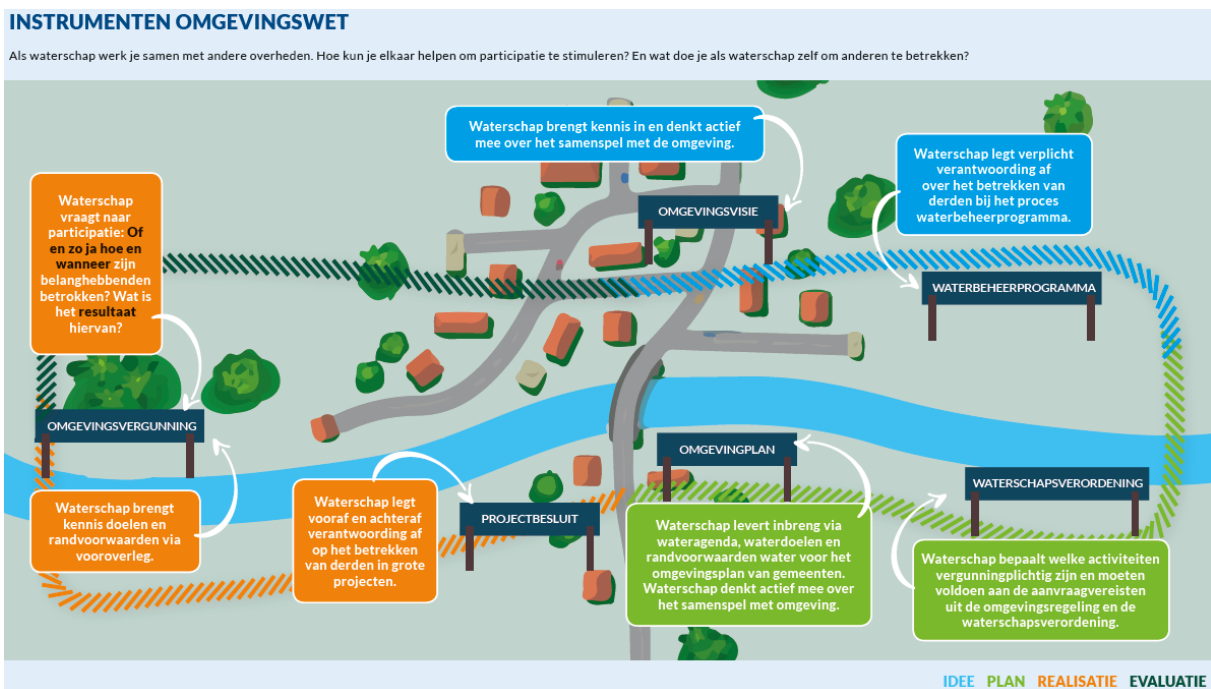 INSTRUMENTEN OMGEVINGSWET
Als waterschap werk je samen met andere overheden. Hoe kun je elkaar helpen om participatie te stimuleren? En wat doe je als waterschap zelf om anderen te betrekken?
Waterschap brengt kennis in en denkt actief
mee over het samenspel met de omgeving.
OMGEVINGSVISIE
Waterschap legt verplicht
verantwoording af
over het betrekken van
derden bij het proces
waterbeheerprogramma.
WATERBEHEERPROGRAMMA
Waterschap
vraagt naar
participatie: Of
en zo ja hoe en
wanneer zijn
belanghebbenden
betrokken? Wat is
het resultaat
hiervan?
OMGEVINGSVERGUNNING
Waterschap brengt
kennis doelen en
randvoorwaarden via
vooroverleg.
Waterschap legt
vooraf en achteraf
verantwoording af
op het betrekken
van derden in grote
projecten.
PROJECTBESLUIT
OMGEVINGPLAN
Waterschap levert inbreng via
wateragenda, waterdoelen en
randvoorwaarden water voor het
omgevingsplan van gemeenten.
Waterschap denkt actief mee over
het samenspel met omgeving.
WATERSCHAPSVERORDENING
Waterschap bepaalt welke activiteiten
vergunningplichtig zijn en moeten
voldoen aan de aanvraagvereisten
uit de omgevingsregeling en de
waterschapsverordening.
IDEE PLAN REALISATIE EVALUATIE